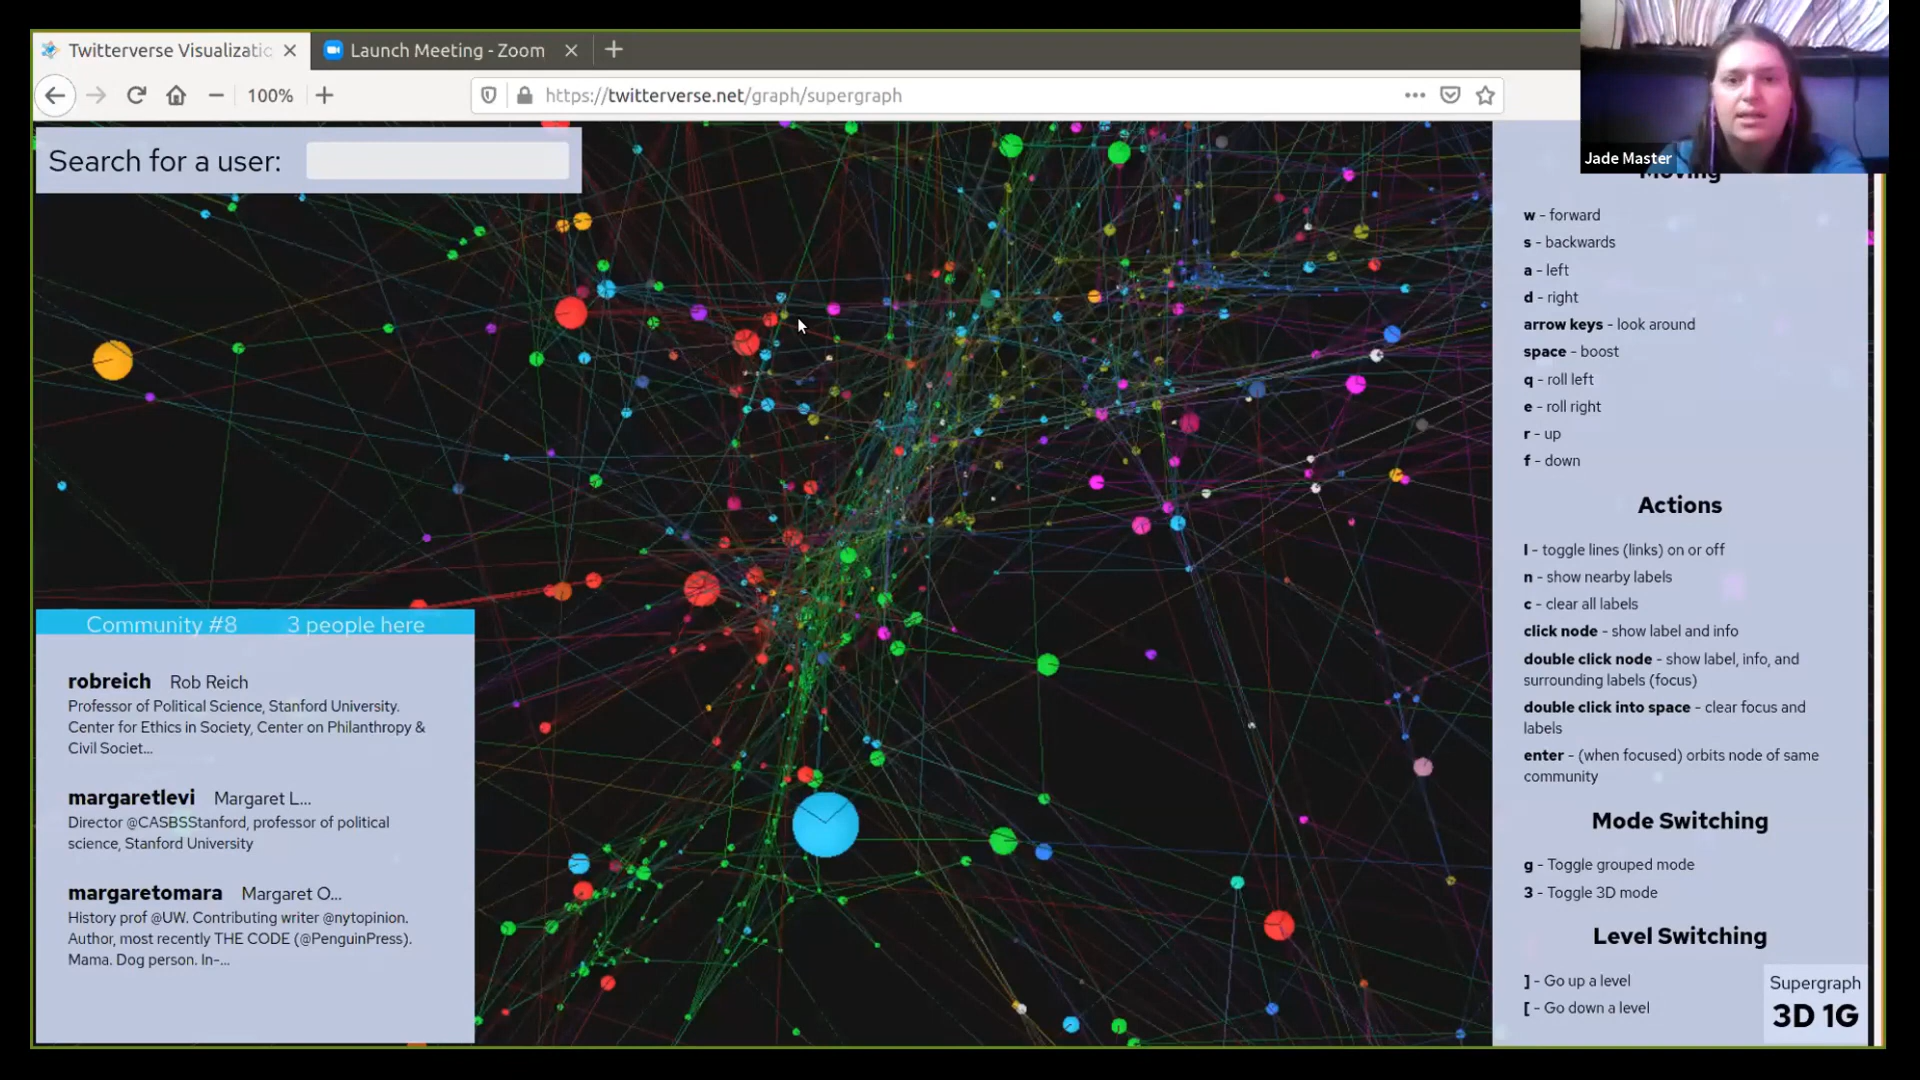 Twitterverse Visualizatio
Launch Meeting - Zoom
100%
https://twitterverse.net/graph/supergraph
Jade Master
Search for a user:
Moving
w - forward
s - backwards
a - left
d - right
arrow keys - look around
space - boost
q - roll left
e - roll right
r - up
f - down
Actions
l - toggle lines (links) on or off
n - show nearby labels
c - clear all labels
click node - show label and info
double click node - show label, info, and
surrounding labels (focus)
double click into space - clear focus and
labels
enter - (when focused) orbits node of same
community
Mode Switching
g - Toggle grouped mode
3 - Toggle 3D mode
Level Switching
] - Go up a level
[ - Go down a level
Supergraph
3D 1G
Community #8 3 people here
robreich Rob Reich
Professor of Political Science, Stanford University.
Center for Ethics in Society, Center on Philanthropy &
Civil Societ...
margaretlevi Margaret L...
Director @CASBSStanford, professor of political
science, Stanford University
margaretomara Margaret O...
History prof @UW. Contributing writer @nytopinion.
Author, most recently THE CODE (@PenguinPress).
Mama. Dog person. In-...